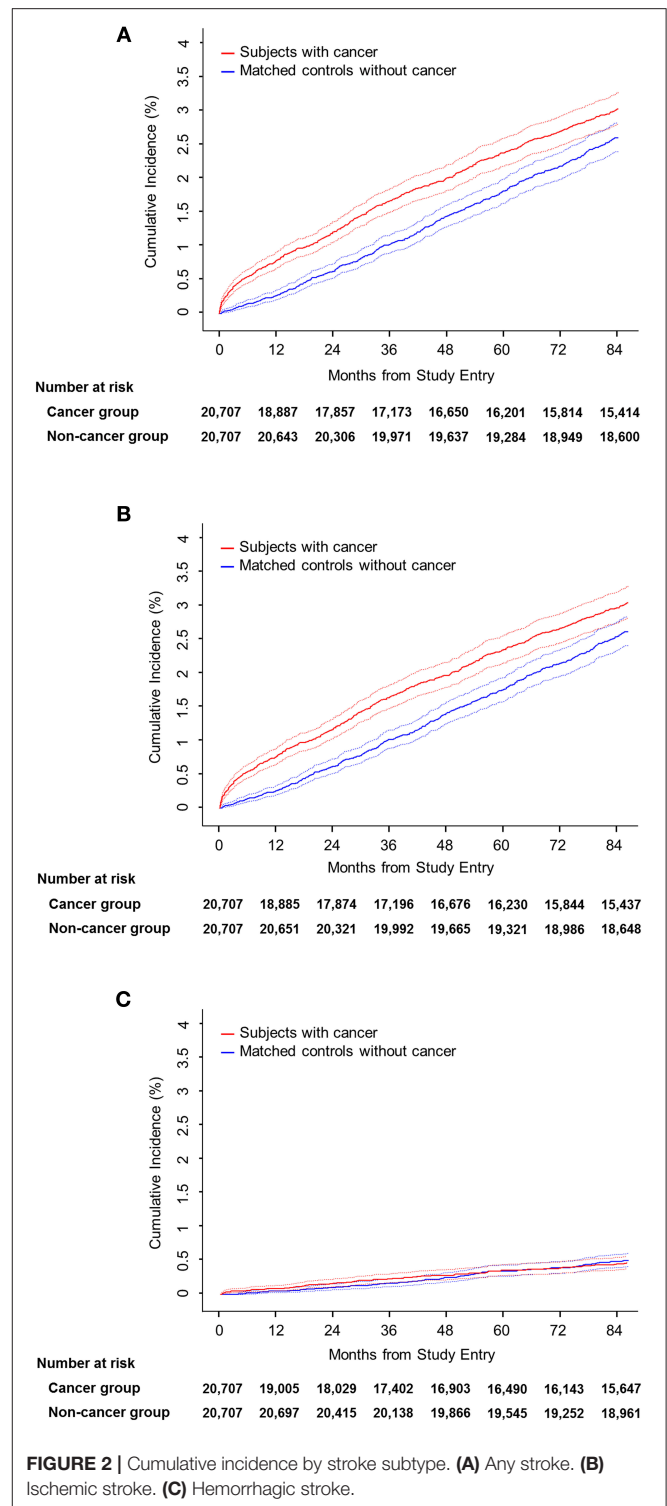 A
Subjects with cancer
Matched controls without cancer
Cumulative Incidence (%)
4
3.5
3
2.5
2
1.5
1
0.5
0
0 12 24 36 48 60 72 84
Months from Study Entry
Number at risk
Cancer group 20,707 18,887 17,857 17,173 16,650 16,201 15,814 15,414
Non-cancer group 20,707 20,643 20,306 19,971 19,637 19,284 18,949 18,600
B
Subjects with cancer
Matched controls without cancer
Cumulative Incidence (%)
4
3.5
3
2.5
2
1.5
1
0.5
0
0 12 24 36 48 60 72 84
Months from Study Entry
Number at risk
Cancer group 20,707 18,885 17,874 17,196 16,676 16,230 15,844 15,437
Non-cancer group 20,707 20,651 20,321 19,992 19,665 19,321 18,986 18,648
C
Subjects with cancer
Matched controls without cancer
Cumulative Incidence (%)
4
3.5
3
2.5
2
1.5
1
0.5
0
0 12 24 36 48 60 72 84
Months from Study Entry
Number at risk
Cancer group 20,707 19,005 18,029 17,402 16,903 16,490 16,143 15,647
Non-cancer group 20,707 20,697 20,415 20,138 19,866 19,545 19,252 18,961
FIGURE 2 | Cumulative incidence by stroke subtype. (A) Any stroke. (B)
Ischemic stroke. (C) Hemorrhagic stroke.